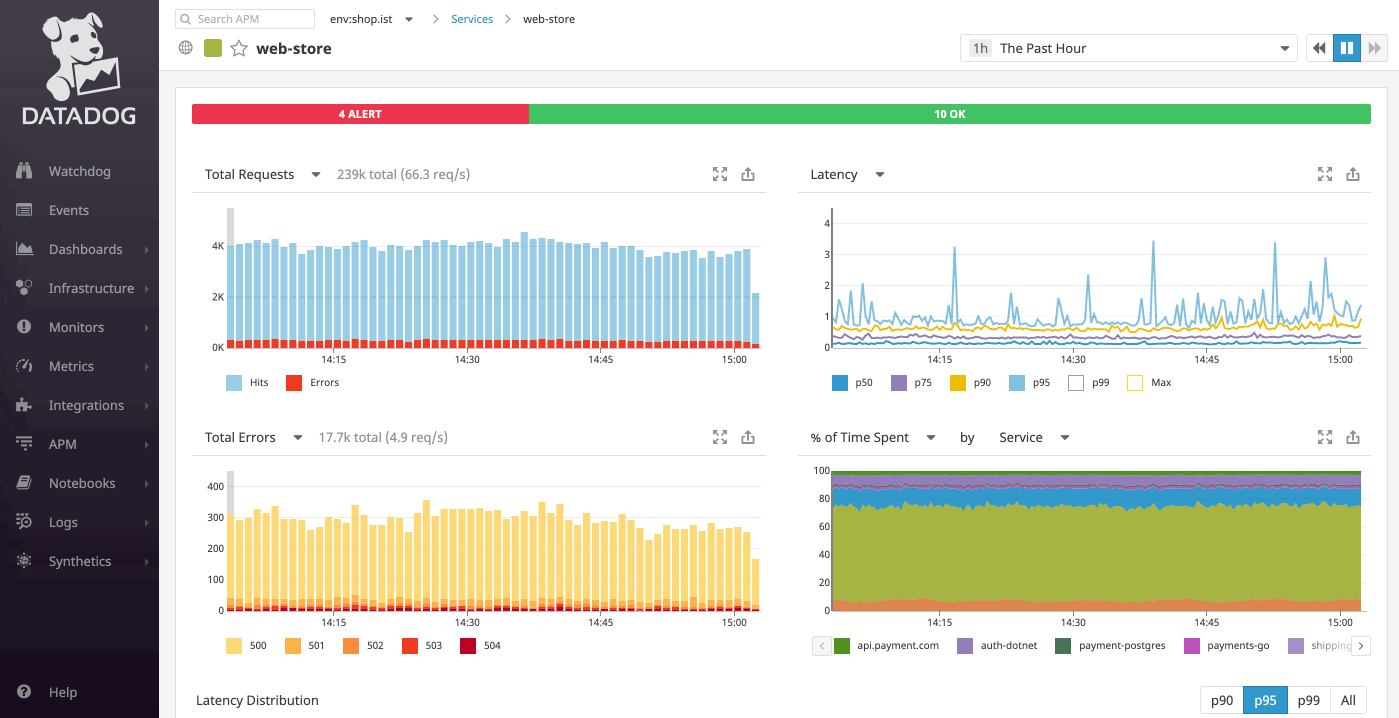 DATADOG
Watchdog
Events
Dashboards
Infrastructure
Monitors
Metrics
Integrations
APM
Notebooks
Logs
Synthetics
Help
Search APM
env:shop.ist
Services
web-store
web-store
1h The Past Hour
4 ALERT
10 OK
Total Requests 239k total (66.3 req/s)
4K
2K
0K
14:15 14:30 14:45 15:00
Hits Errors
Latency
4
3
2
1
0
14:15 14:30 14:45 15:00
p50 p75 p90 p95 p99 Max
Total Errors 17.7k total (4.9 req/s)
400
300
200
100
0
14:15 14:30 14:45 15:00
500 501 502 503 504
% of Time Spent by Service
100
80
60
40
20
0
14:15 14:30 14:45 15:00
api.payment.com auth-dotnet payment-postgres payments-go shipping
Latency Distribution
p90 p95 p99 All